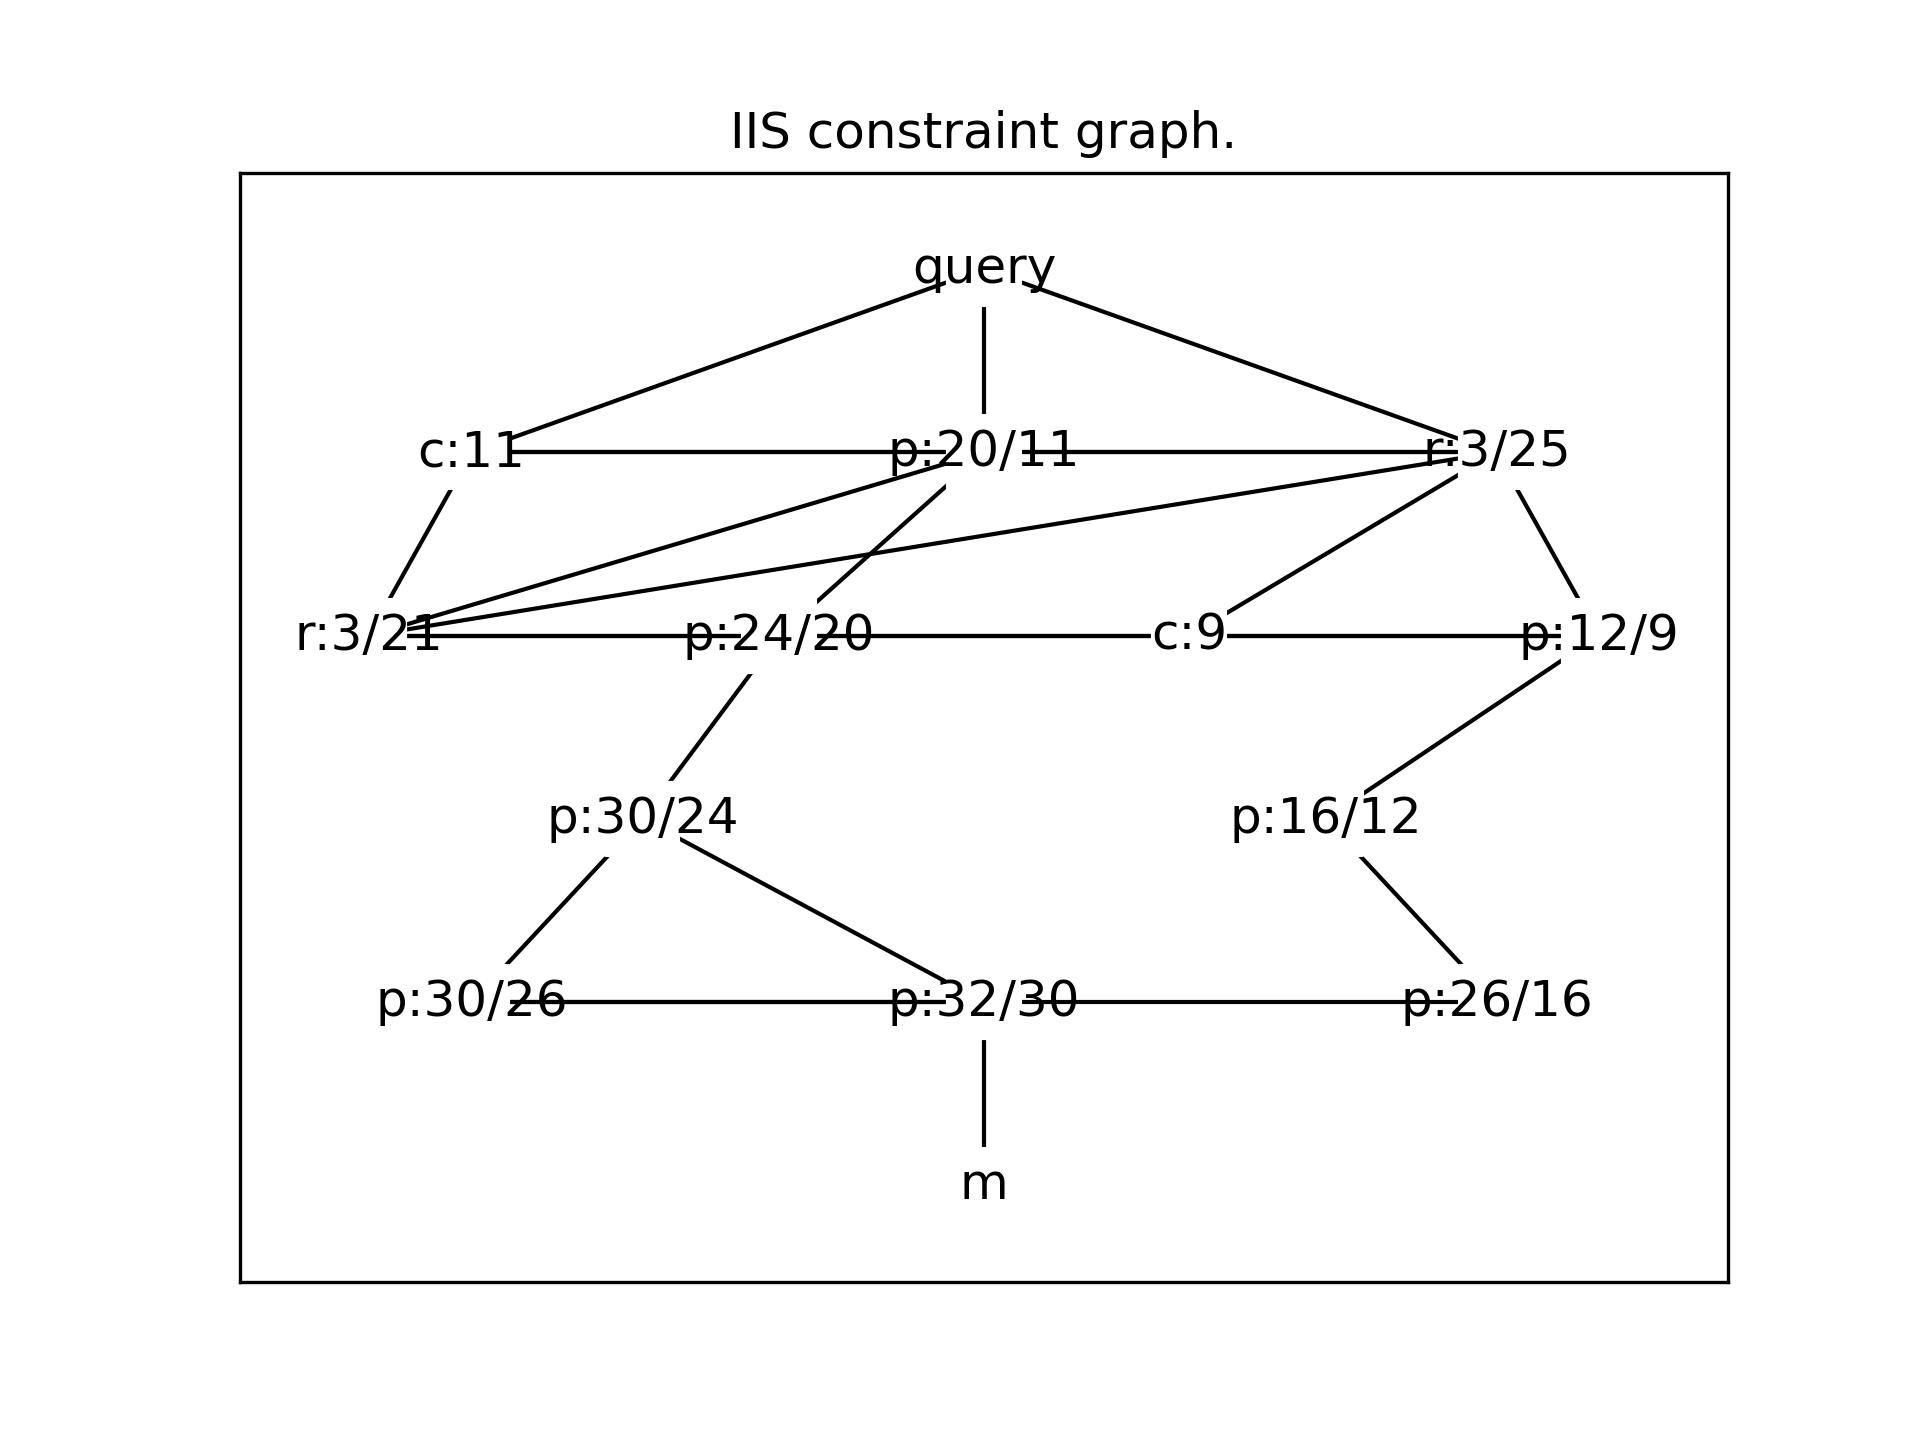 IIS constraint graph.
query
c:11
p:20/11
r:3/25
r:3/21
p:24/20
c:9
p:12/9
p:30/24
p:16/12
p:30/26
p:32/30
p:26/16
m